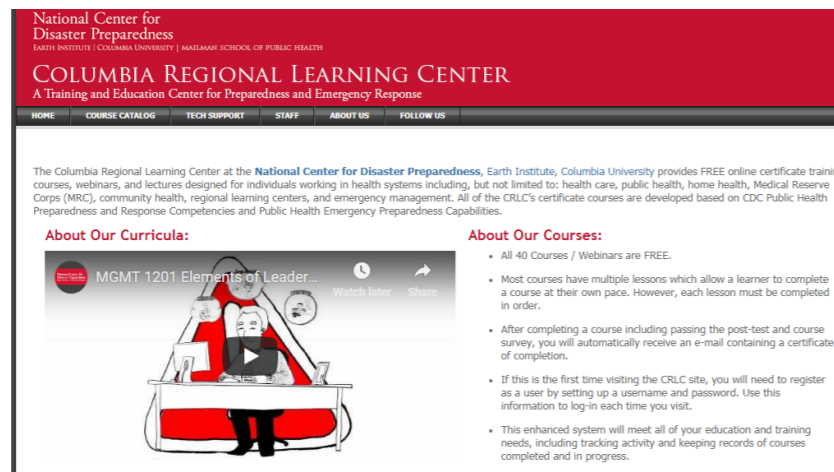 National Center for
Disaster Preparedness
EARTH INSTITUTE | COLUMBIA UNIVERSITY | MAILMAN SCHOOL OF PUBLIC HEALTH
COLUMBIA REGIONAL LEARNING CENTER
A Training and Education Center for Preparedness and Emergency Response
HOME COURSE CATALOG TECH SUPPORT STAFF ABOUT US FOLLOW US
The Columbia Regional Learning Center at the National Center for Disaster Preparedness, Earth Institute, Columbia University provides FREE online certificate trainin
courses, webinars, and lectures designed for individuals working in health systems including, but not limited to: health care, public health, home health, Medical Reserve
Corps (MRC), community health, regional learning centers, and emergency management. All of the CRLC's certificate courses are developed based on CDC Public Health
Preparedness and Response Competencies and Public Health Emergency Preparedness Capabilities.
About Our Curricula:
MGMT 1201 Elements of Leader...
Watch later Share
About Our Courses:
• All 40 Courses / Webinars are FREE.
• Most courses have multiple lessons which allow a learner to complete
a course at their own pace. However, each lesson must be completed
in order.
• After completing a course including passing the post-test and course
survey, you will automatically receive an e-mail containing a certificate
of completion.
• If this is the first time visiting the CRLC site, you will need to register
as a user by setting up a username and password. Use this
information to log-in each time you visit.
• This enhanced system will meet all of your education and training
needs, including tracking activity and keeping records of courses
completed and in progress.